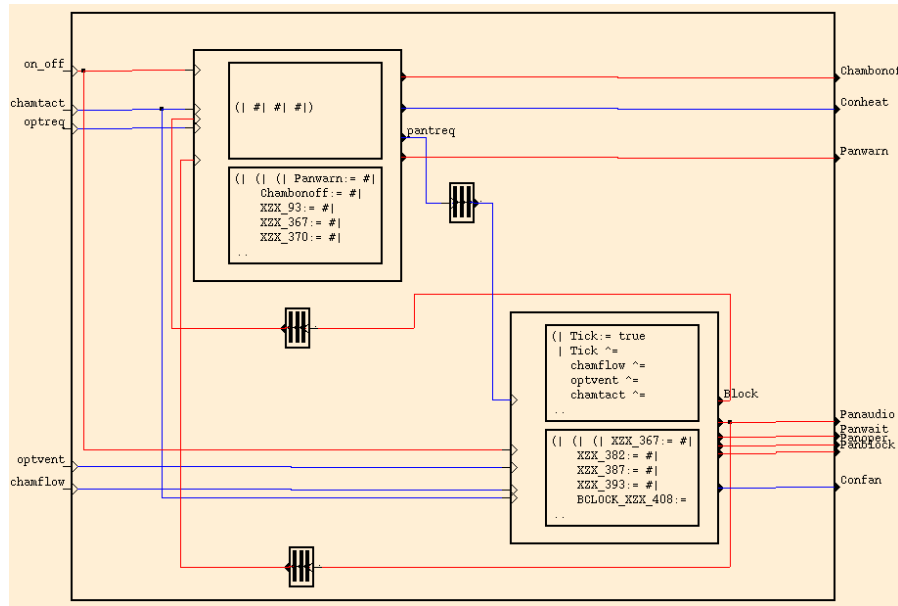 on_off
chamtact
optreq
(| #| #| #|)
(| (| (| Panwarn:= #|
Chambonoff:= #|
XZX_93:= #|
XZX_367:= #|
XZX_370:= #|
..
pantreq
Chambonof
Conheat
Panwarn
(| Tick:= true
| Tick ^=
chamflow ^=
optvent ^=
chamtact ^=
..
(| (| (| XZX_367:= #|
XZX_382:= #|
XZX_387:= #|
XZX_393:= #|
BCLOCK_XZX_408:=
..
Block
Panaudio
Panwait
Panoper
Panblock
Confan
optvent
chamflow